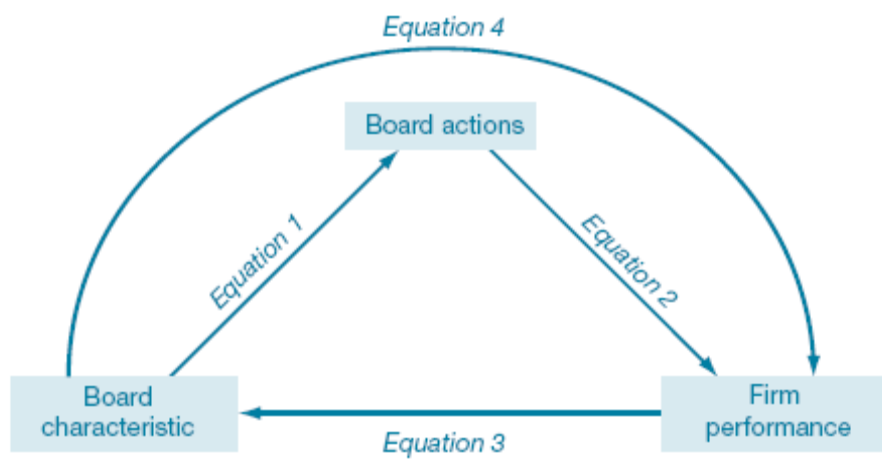 Equation 4
Board actions
Equation 1
Equation 2
Board
characteristic
Firm
performance
Equation 3